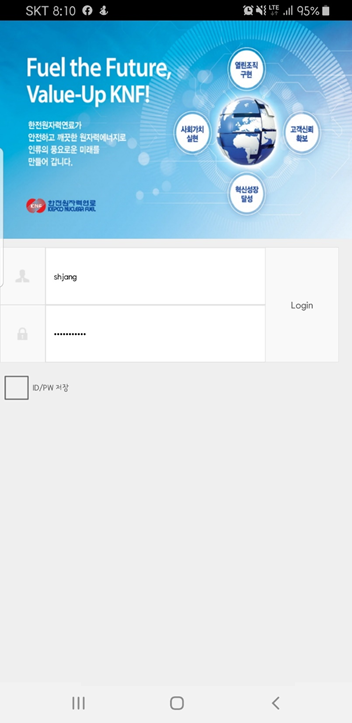 SKT 8:10
LTE
95%
Fuel the Future,
Value-Up KNF!
한전원자력연료가
안전하고 깨끗한 원자력에너지로
인류의 풍요로운 미래를
만들어 갑니다.
열린조직
구현
사회가치
실현
고객신뢰
확보
혁신성장
달성
KNF
한전원자력연료
KEPCO NUCLEAR FUEL
shjang
•••••••••••
Login
ID/PW 저장